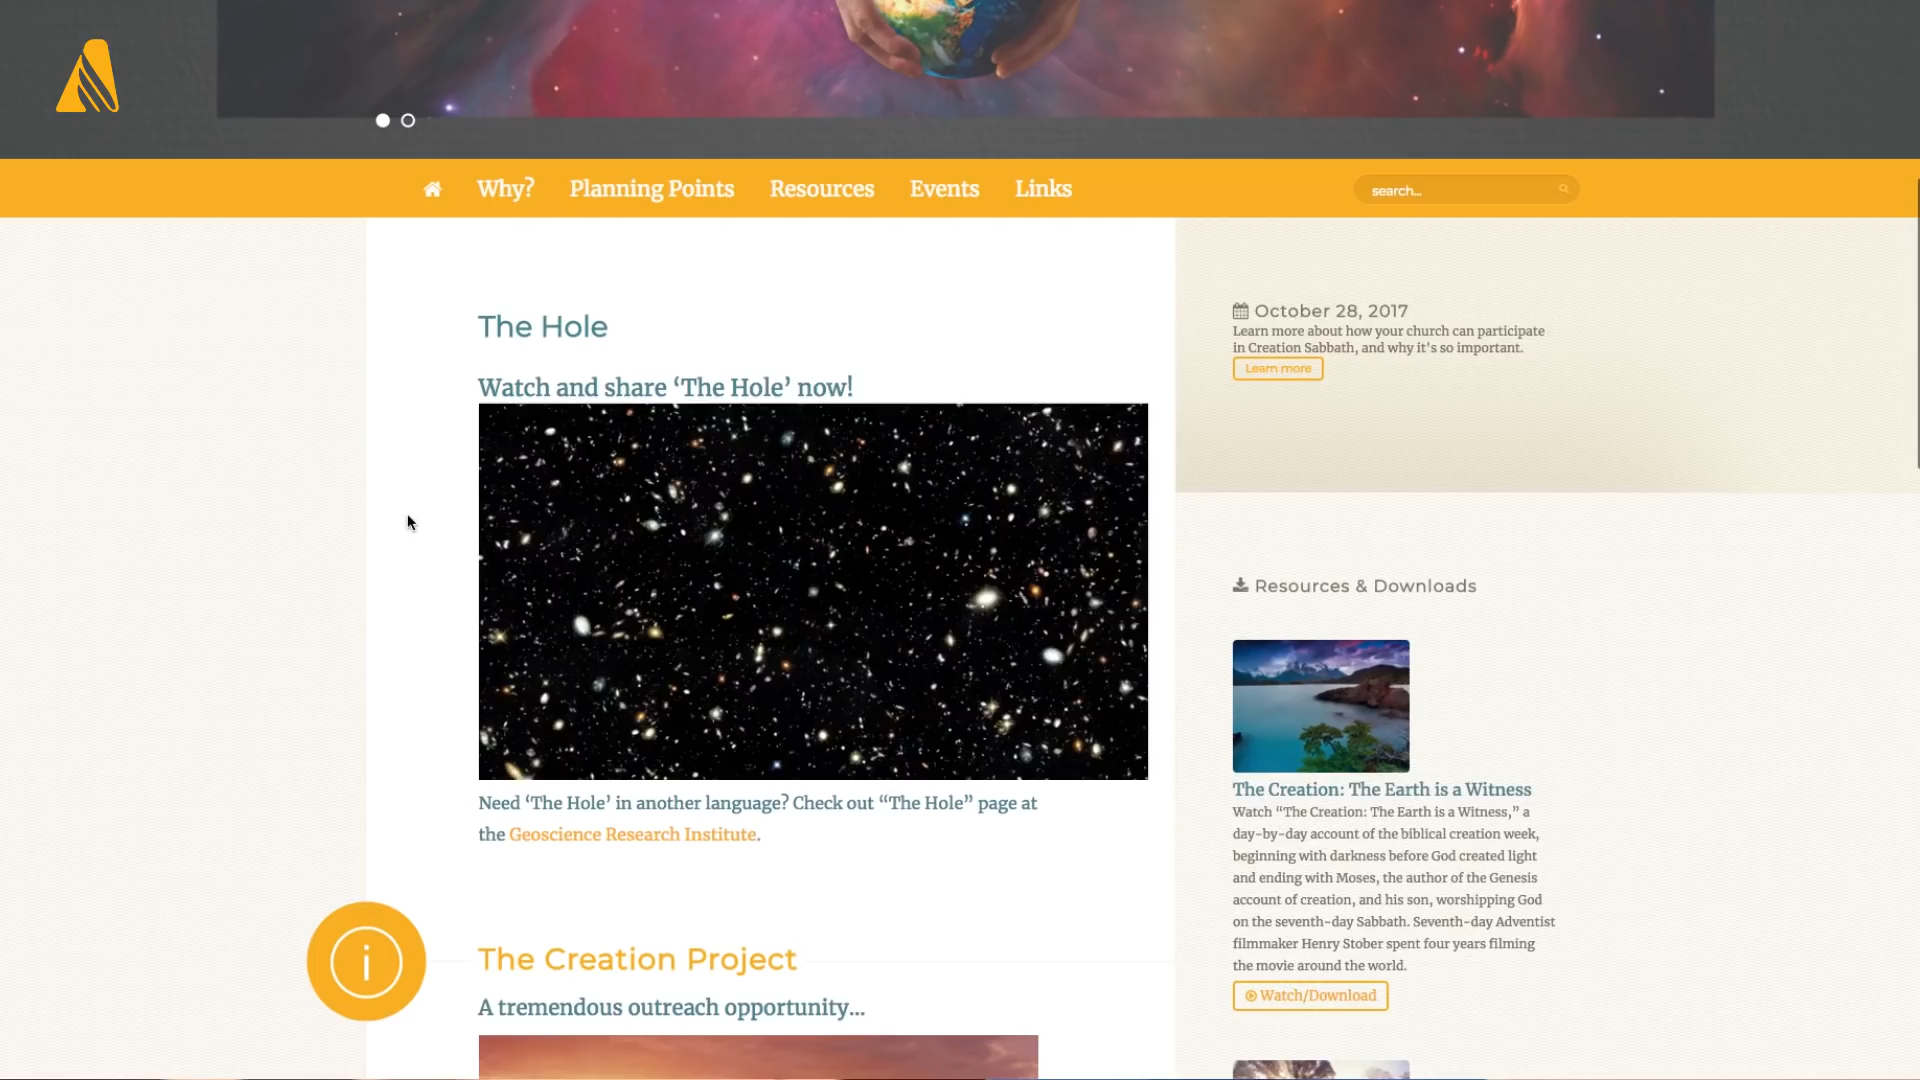 Why? Planning Points Resources Events Links search...
The Hole
Watch and share ‘The Hole’ now!
Need ‘The Hole’ in another language? Check out “The Hole” page at
the Geoscience Research Institute.
The Creation Project
A tremendous outreach opportunity...
October 28, 2017
Learn more about how your church can participate
in Creation Sabbath, and why it's so important.
Learn more
Resources & Downloads
The Creation: The Earth is a Witness
Watch “The Creation: The Earth is a Witness,” a
day-by-day account of the biblical creation week,
beginning with darkness before God created light
and ending with Moses, the author of the Genesis
account of creation, and his son, worshipping God
on the seventh-day Sabbath. Seventh-day Adventist
filmmaker Henry Stober spent four years filming
the movie around the world.
Watch/Download